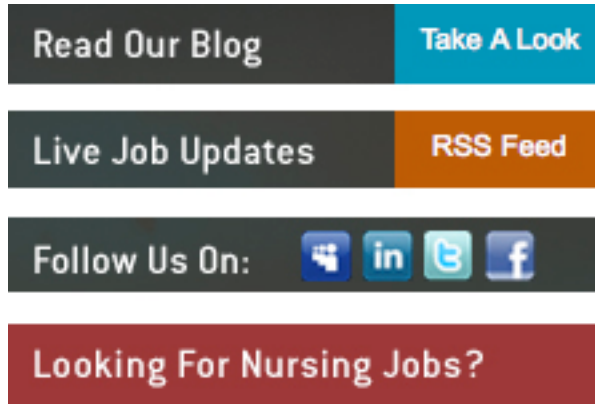 Read Our Blog Take A Look
Live Job Updates RSS Feed
Follow Us On: in t f
Looking For Nursing Jobs?